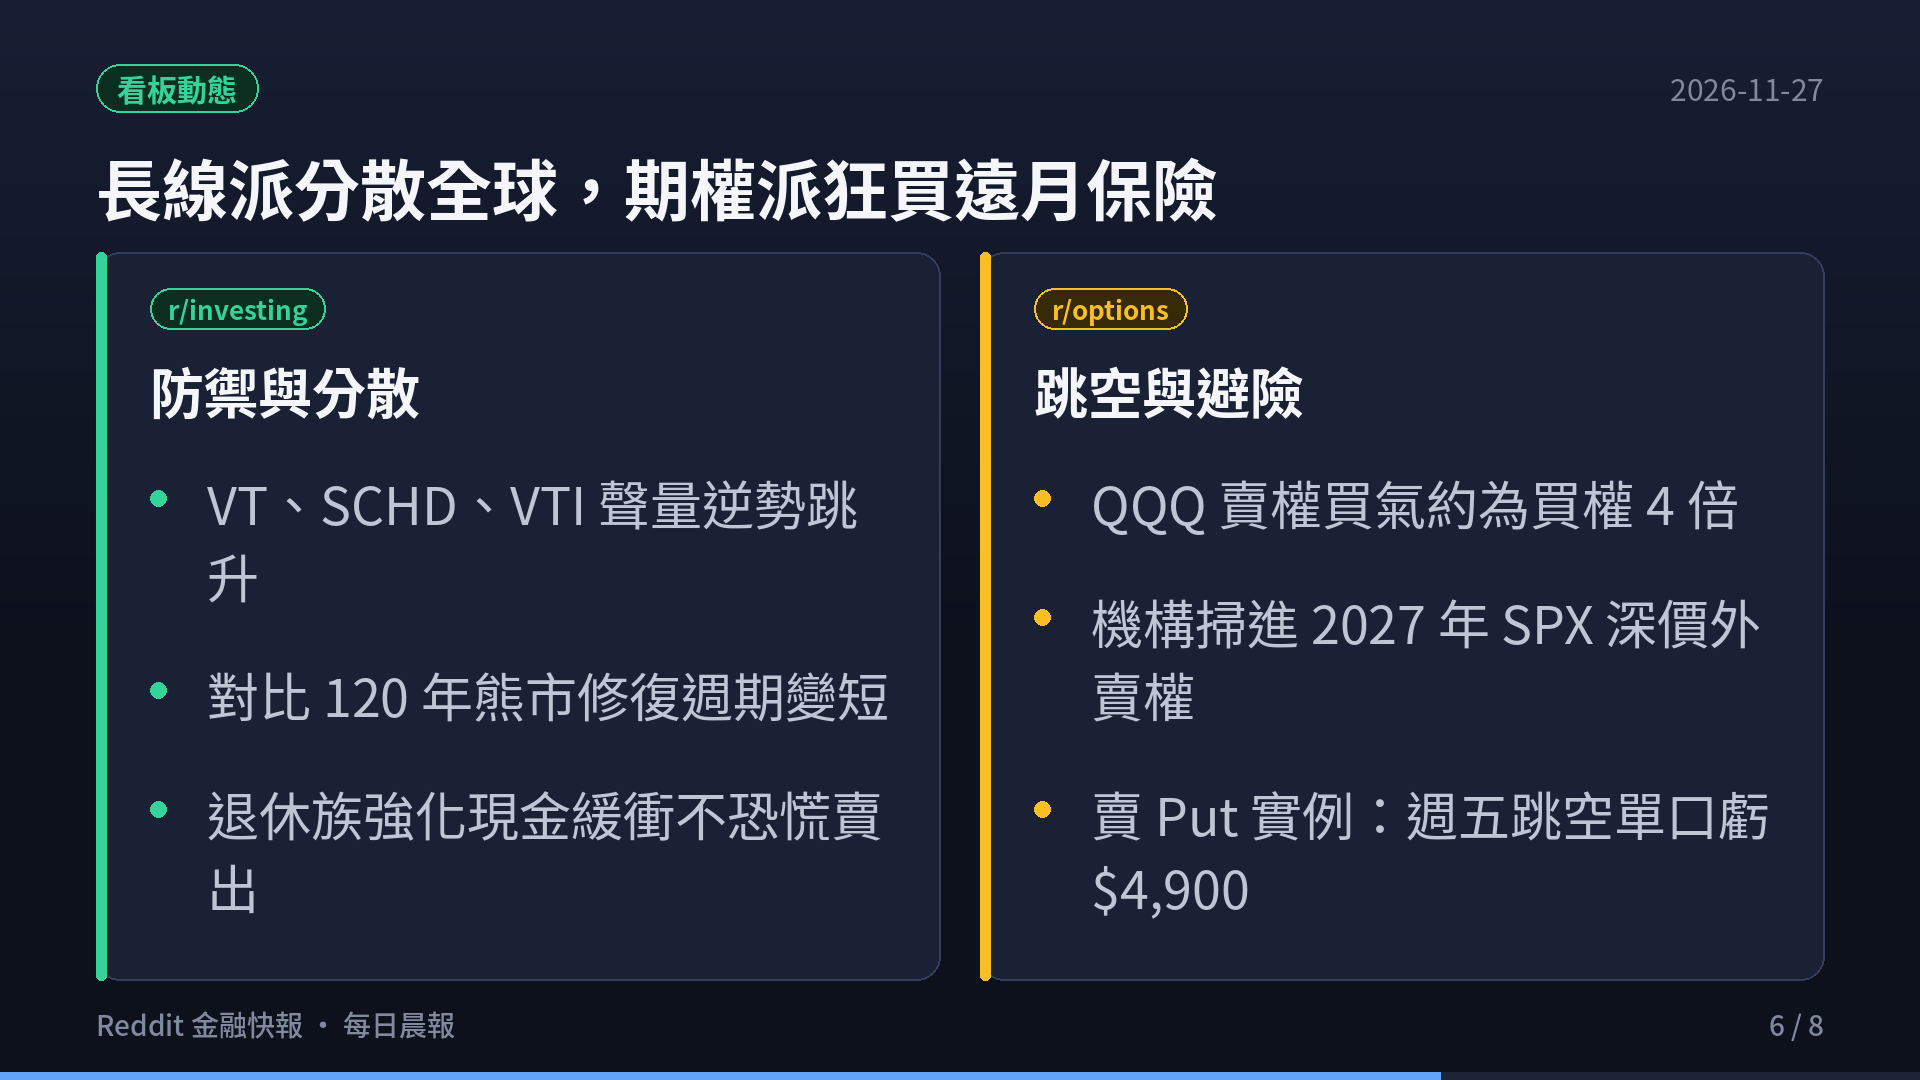 看板動態
2026-11-27
長線派分散全球，期權派狂買遠月保險
r/investing
防禦與分散
VT、SCHD、VTI 聲量逆勢跳
升
對比 120 年熊市修復週期變短
退休族強化現金緩衝不恐慌賣
出
r/options
跳空與避險
QQQ 賣權買氣約為買權 4 倍
機構掃進 2027 年 SPX 深價外
賣權
賣 Put 實例：週五跳空單口虧
$4,900
Reddit 金融快報 · 每日晨報
6 / 8